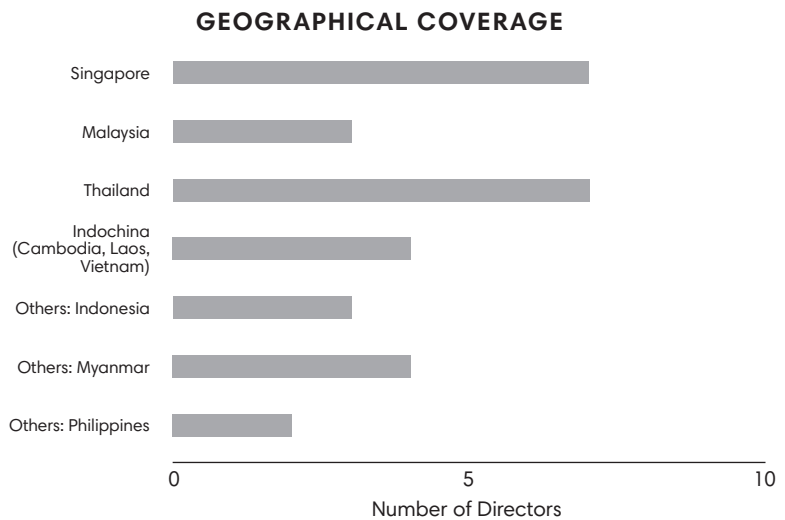 GEOGRAPHICAL COVERAGE
Singapore
Malaysia
Thailand
Indochina
(Cambodia, Laos,
Vietnam)
Others: Indonesia
Others: Myanmar
Others: Philippines
0 5 10
Number of Directors